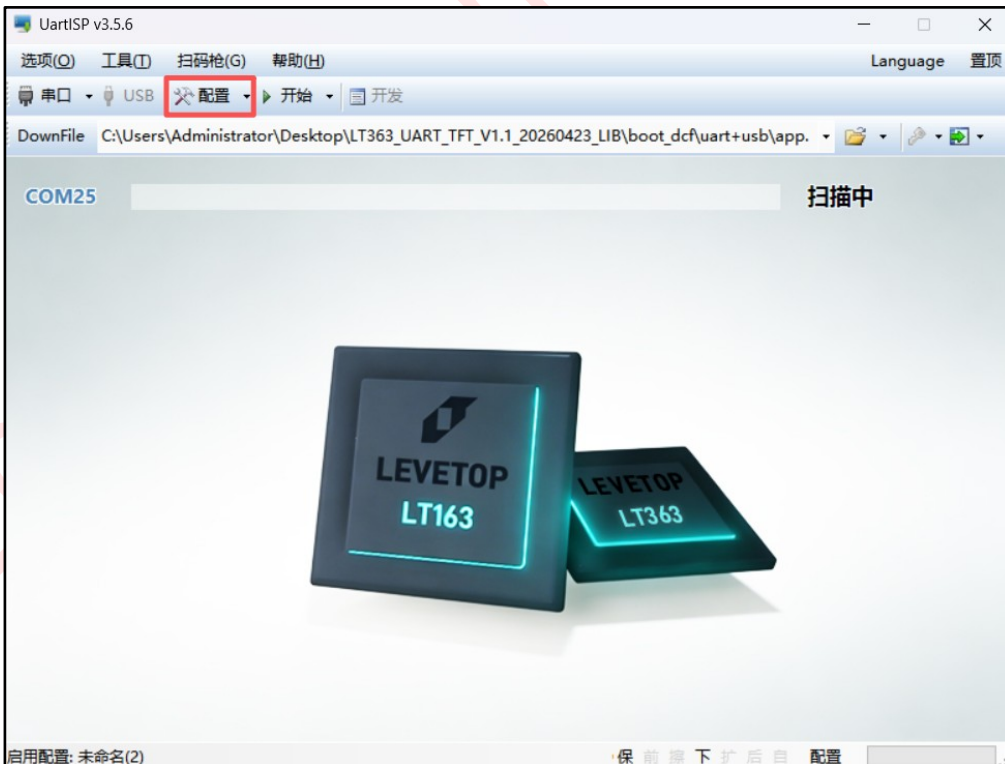 UartISP v3.5.6
选项(O) 工具(T) 扫码枪(G) 帮助(H) Language 置顶
串口 USB 配置 开始 开发
DownFile C:\Users\Administrator\Desktop\LT363_UART_TFT_V1.1_20260423_LIB\boot_dcf\uart+usb\app.
COM25 扫描中
LEVETOP
LT163
LEVETOP
LT363
启用配置: 未命名(2) 保 前 擦 下 扩 后 自 配置